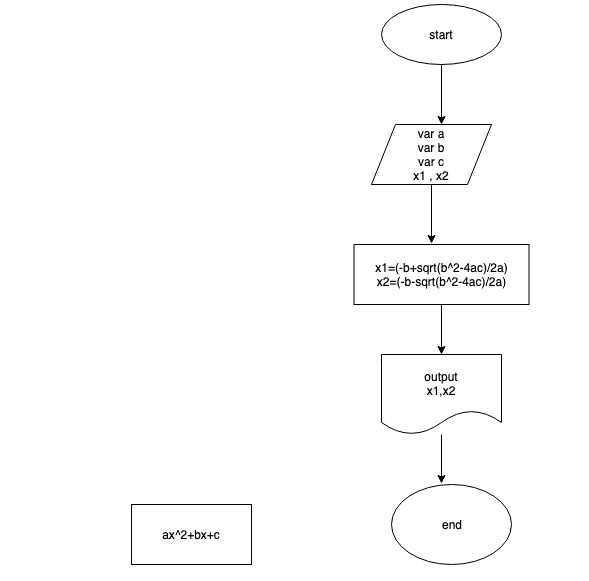 start
var a
var b
var c
x1 , x2
x1=(-b+sqrt(b^2-4ac)/2a)
x2=(-b-sqrt(b^2-4ac)/2a)
output
x1,x2
end
ax^2+bx+c